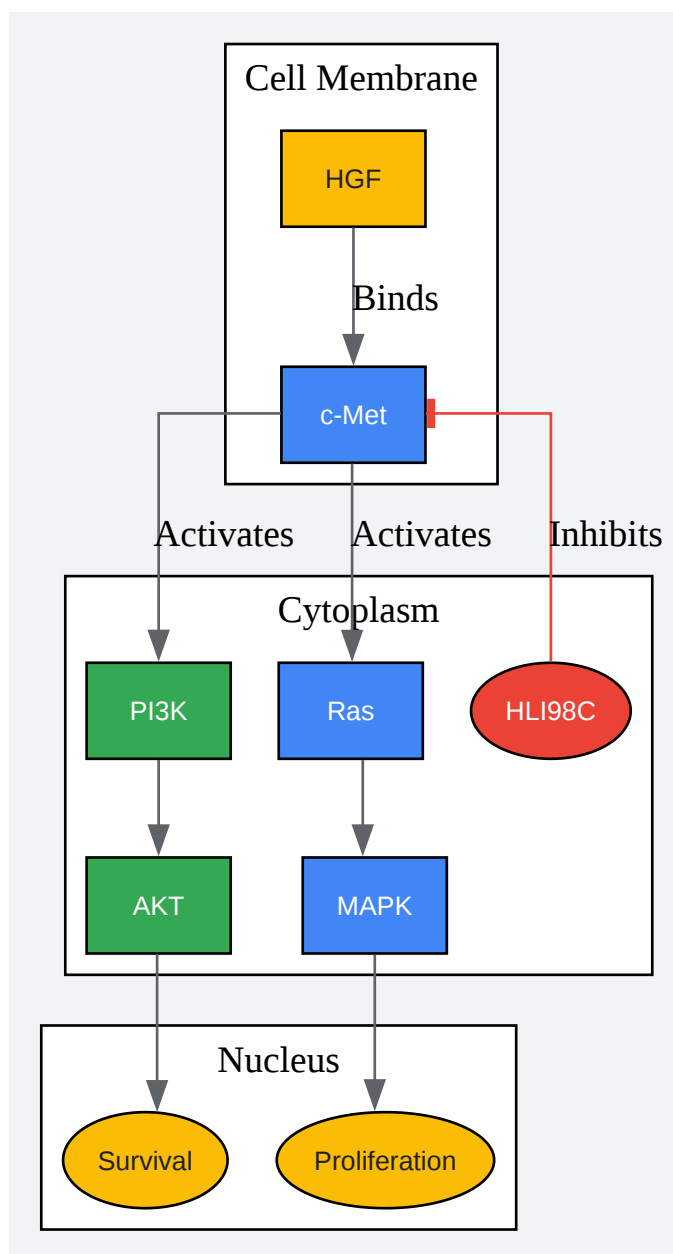 Cell Membrane
HGF
Binds
c-Met
Activates
Activates
Inhibits
Cytoplasm
PI3K
Ras
HLI98C
AKT
MAPK
Nucleus
Survival
Proliferation